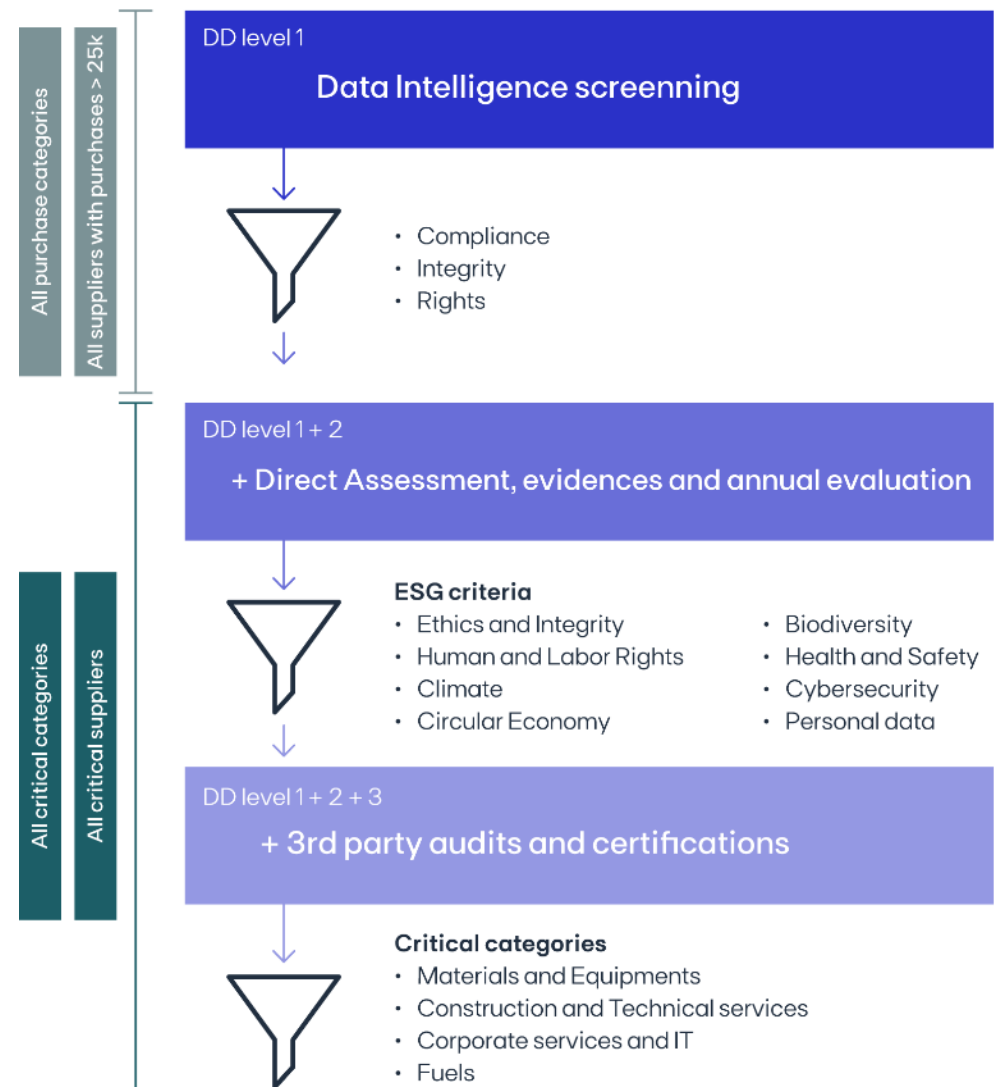 All purchase categories
All suppliers with purchases > 25k
DD level 1
Data Intelligence screenning
• Compliance
• Integrity
• Rights
All critical categories
All critical suppliers
DD level 1 + 2
+ Direct Assessment, evidences and annual evaluation
ESG criteria
• Ethics and Integrity
• Human and Labor Rights
• Climate
• Circular Economy
• Biodiversity
• Health and Safety
• Cybersecurity
• Personal data
DD level 1 + 2 + 3
+ 3rd party audits and certifications
Critical categories
• Materials and Equipments
• Construction and Technical services
• Corporate services and IT
• Fuels